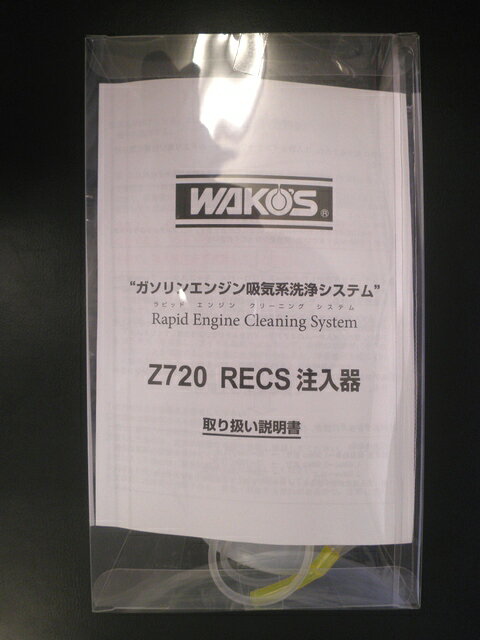 WAKO'S®
"ガソリンエンジン吸気系洗浄システム"
ラピッド エンジン クリーニング システム
Rapid Engine Cleaning System
Z720 RECS 注入器
取り扱い説明書